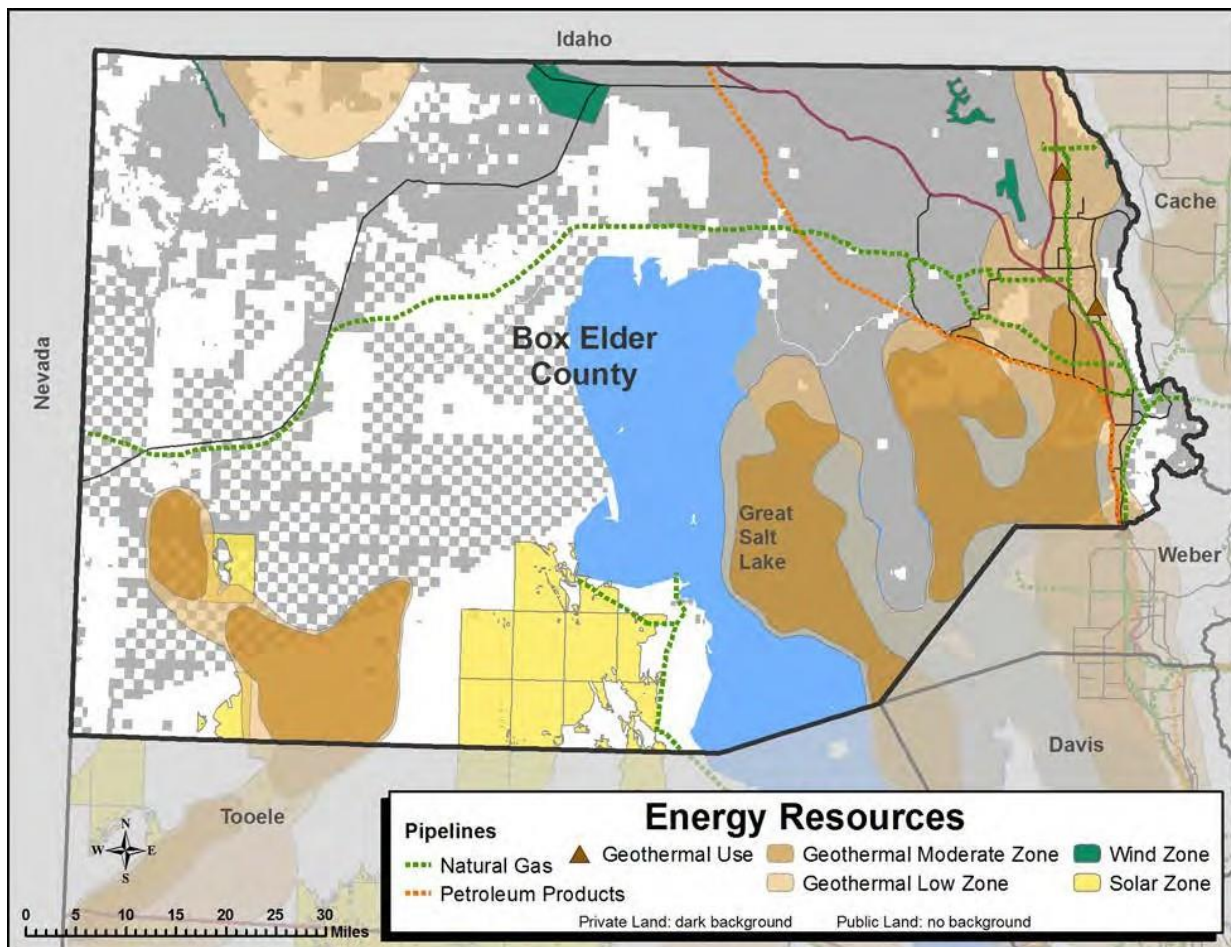 Idaho
Cache
Nevada
Box Elder
County
Great
Salt
Lake
Weber
Davis
Tooele
N
W E
S
0 5 10 15 20 25 30
Miles
Energy Resources
Pipelines
Natural Gas
Petroleum Products
Geothermal Use
Geothermal Moderate Zone
Geothermal Low Zone
Wind Zone
Solar Zone
Private Land: dark background Public Land: no background